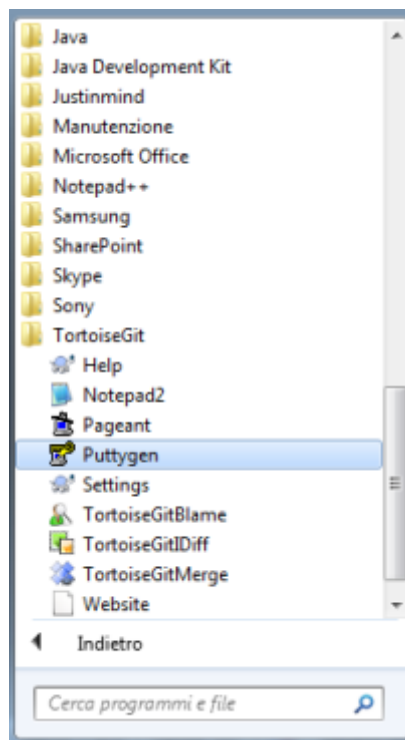 Java
Java Development Kit
Justinmind
Manutenzione
Microsoft Office
Notepad++
Samsung
SharePoint
Skype
Sony
TortoiseGit
Help
Notepad2
Pageant
Puttygen
Settings
TortoiseGitBlame
TortoiseGitIDiff
TortoiseGitMerge
Website
Indietro
Cerca programmi e file